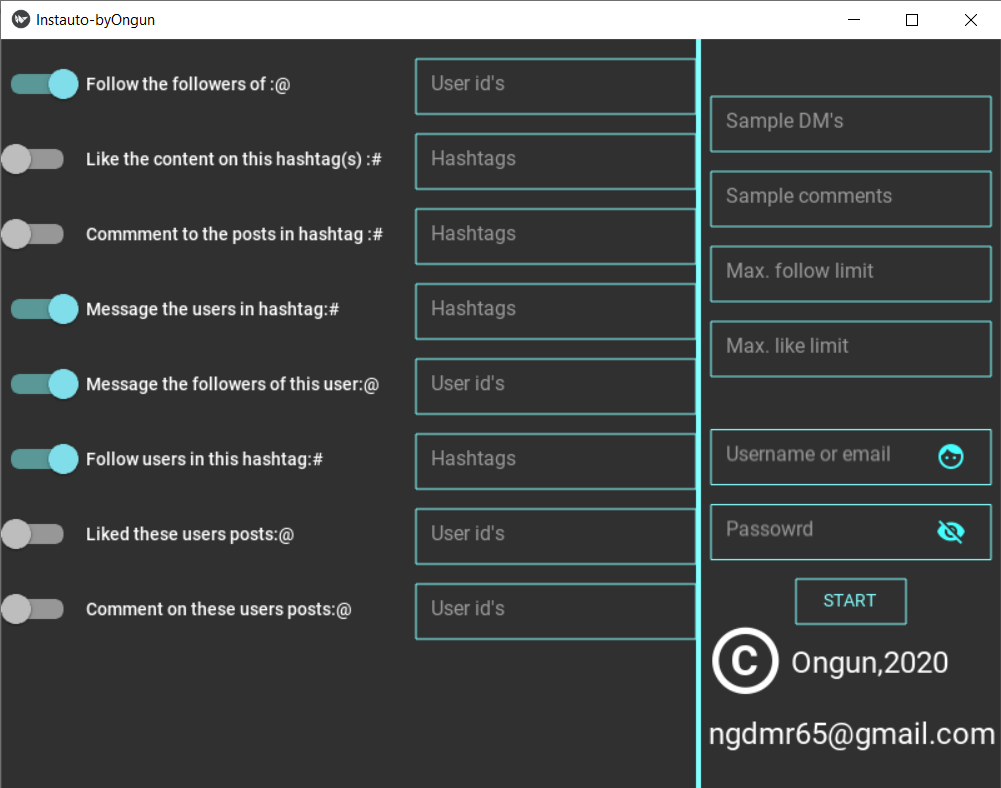 Instauto-byOngun
Follow the followers of :@
User id's
Like the content on this hashtag(s) :#
Hashtags
Commment to the posts in hashtag :#
Hashtags
Message the users in hashtag:#
Hashtags
Message the followers of this user:@
User id's
Follow users in this hashtag:#
Hashtags
Liked these users posts:@
User id's
Comment on these users posts:@
User id's
Sample DM's
Sample comments
Max. follow limit
Max. like limit
Username or email
Passowrd
START
© Ongun,2020
ngdmr65@gmail.com